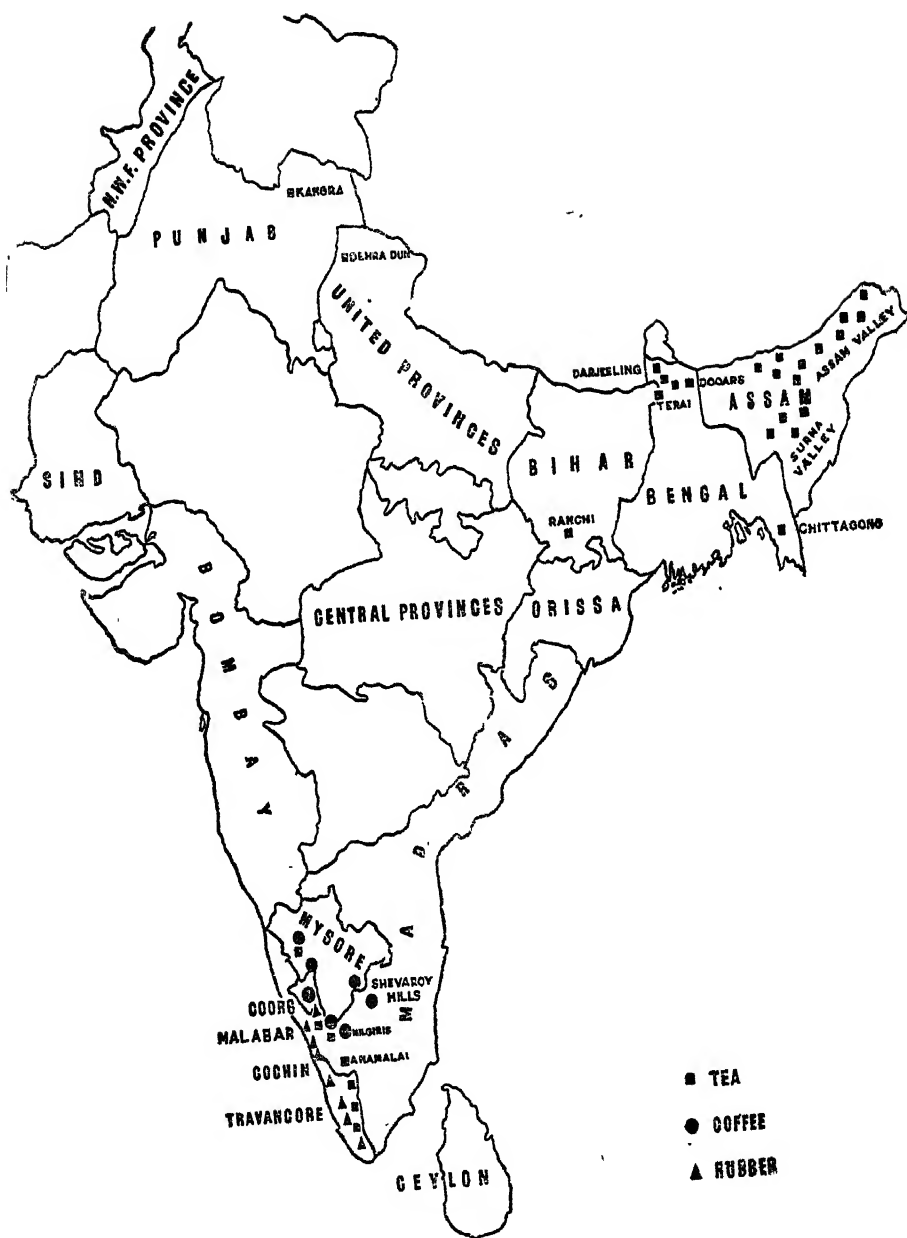 N.W.F. PROVINCE
KANGRA
PUNJAB
DEHRA DUN
UNITED PROVINCES
DARJEELING
DOOARS
TERAI
ASSAM VALLEY
ASSAM
SURMA
VALLEY
SIND
BIHAR
BENGAL
RANCHI
CHITTAGONG
BOMBAY
CENTRAL PROVINCES
ORISSA
MADRAS
MYSORE
SHEVAROY
HILLS
COORG
NILGIRIS
MALABAR
ANAMALAI
COCHIN
TRAVANCORE
CEYLON
TEA
COFFEE
RUBBER